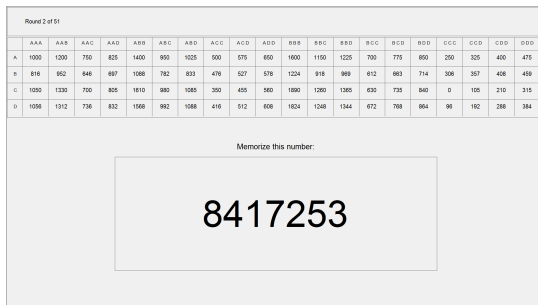 Round 2 of 51
AAA AAB AAC AAD ABB ABC ABD ACC ACD ADD BBB BBC BBD BCC BCD BDD CCC CCD CDD DDD
A 1000 1200 750 825 1400 950 1025 500 575 650 1600 1150 1225 700 775 850 250 325 400 475
B 816 952 646 697 1088 782 833 476 527 578 1224 918 969 612 663 714 306 357 408 459
C 1050 1330 700 805 1610 980 1085 350 455 560 1890 1260 1365 630 735 840 0 105 210 315
D 1056 1312 736 832 1568 992 1088 416 512 608 1824 1248 1344 672 768 864 96 192 288 384
Memorize this number:
8417253